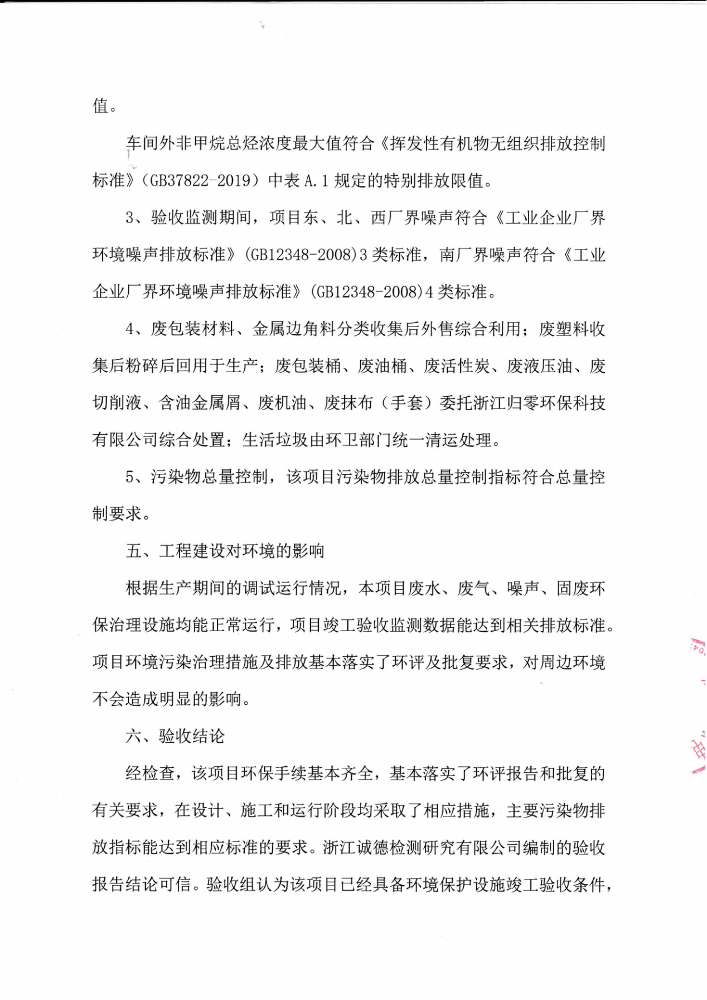 值。
车间外非甲烷总烃浓度最大值符合《挥发性有机物无组织排放控制
标准》（GB37822-2019）中表 A.1 规定的特别排放限值。
3、验收监测期间，项目东、北、西厂界噪声符合《工业企业厂界
环境噪声排放标准》(GB12348-2008)3 类标准，南厂界噪声符合《工业
企业厂界环境噪声排放标准》(GB12348-2008)4 类标准。
4、废包装材料、金属边角料分类收集后外售综合利用；废塑料收
集后粉碎后回用于生产；废包装桶、废油桶、废活性炭、废液压油、废
切削液、含油金属屑、废机油、废抹布（手套）委托浙江归零环保科技
有限公司综合处置；生活垃圾由环卫部门统一清运处理。
5、污染物总量控制，该项目污染物排放总量控制指标符合总量控
制要求。
五、工程建设对环境的影响
根据生产期间的调试运行情况，本项目废水、废气、噪声、固废环
保治理设施均能正常运行，项目竣工验收监测数据能达到相关排放标准。
项目环境污染治理措施及排放基本落实了环评及批复要求，对周边环境
不会造成明显的影响。
六、验收结论
经检查，该项目环保手续基本齐全，基本落实了环评报告和批复的
有关要求，在设计、施工和运行阶段均采取了相应措施，主要污染物排
放指标能达到相应标准的要求。浙江诚德检测研究有限公司编制的验收
报告结论可信。验收组认为该项目已经具备环境保护设施竣工验收条件，